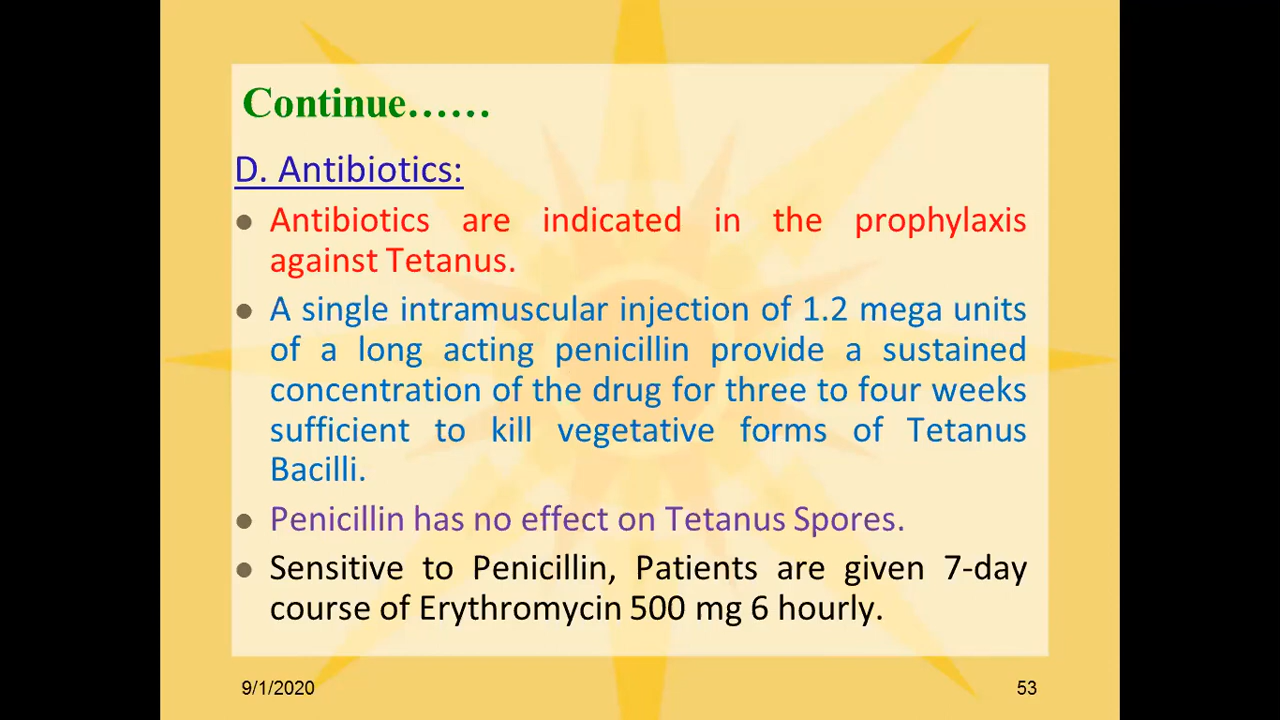 Continue……
D. Antibiotics:
● Antibiotics are indicated in the prophylaxis
against Tetanus.
● A single intramuscular injection of 1.2 mega units
of a long acting penicillin provide a sustained
concentration of the drug for three to four weeks
sufficient to kill vegetative forms of Tetanus
Bacilli.
● Penicillin has no effect on Tetanus Spores.
● Sensitive to Penicillin, Patients are given 7-day
course of Erythromycin 500 mg 6 hourly.
9/1/2020
53